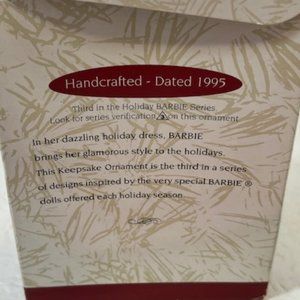 Handcrafted - Dated 1995
Third in the Holiday BARBIE Series
Look for series verification 3 on this ornament
In her dazzling holiday dress, BARBIE
brings her glamorous style to the holidays.
This Keepsake Ornament is the third in a series
of designs inspired by the very special BARBIE®
dolls offered each holiday season.